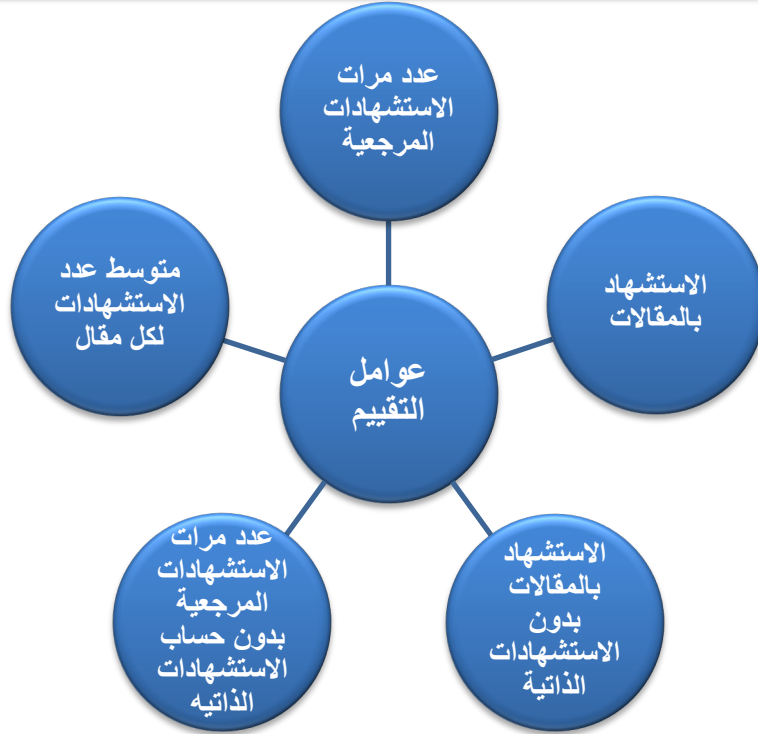 عدد مرات
الاستشهادات
المرجعية
الاستشهاد
بالمقالات
متوسط عدد
الاستشهادات
لكل مقال
عوامل
التقييم
الاستشهاد
بالمقالات
بدون
الاستشهادات
الذاتية
عدد مرات
الاستشهادات
المرجعية
بدون حساب
الاستشهادات
الذاتيه